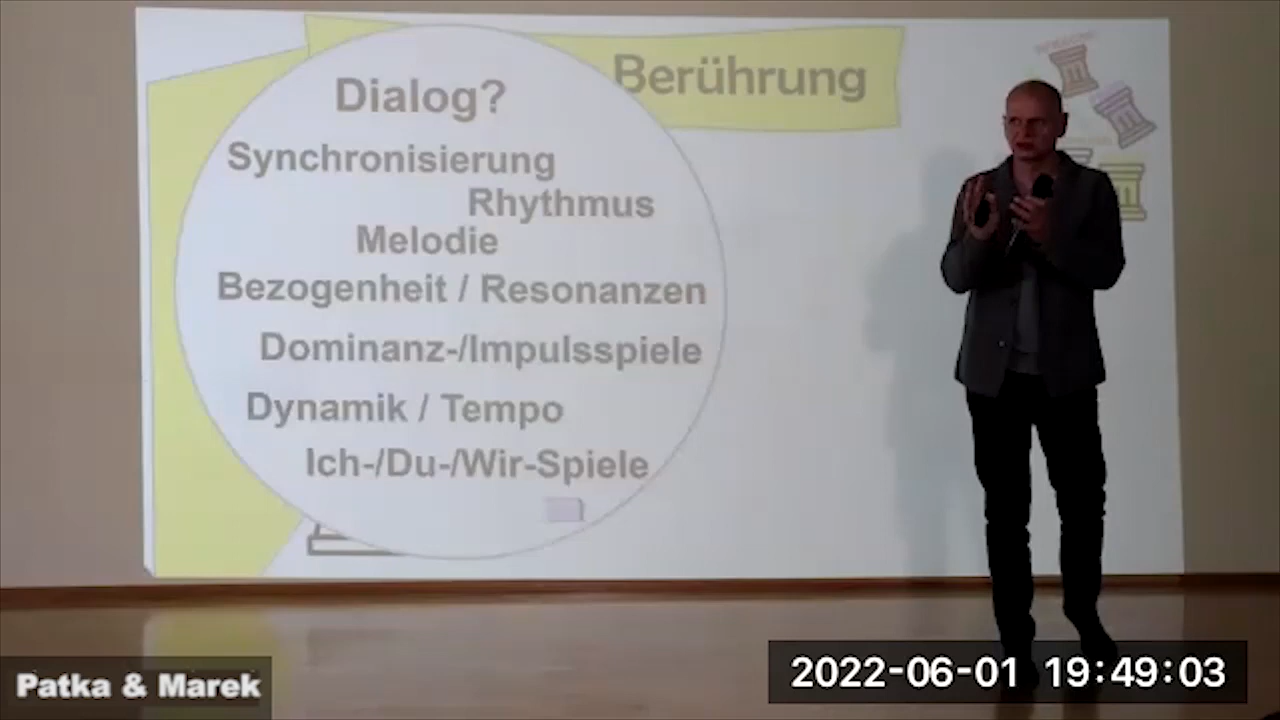 Berührung
Dialog?
Synchronisierung
Rhythmus
Melodie
Bezogenheit / Resonanzen
Dominanz-/Impulsspiele
Dynamik / Tempo
Ich-/Du-/Wir-Spiele
Patka & Marek
2022-06-01 19:49:03